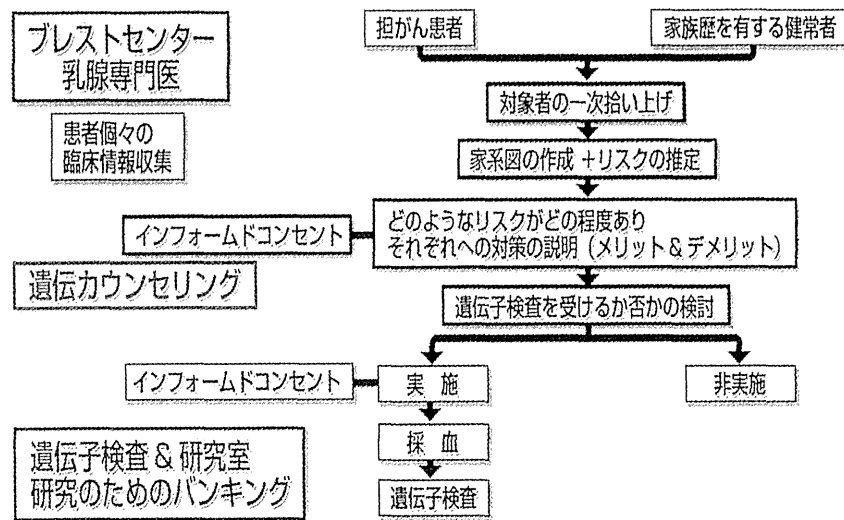 ブレストセンター
乳腺専門医
患者個々の
臨床情報収集
担がん患者
家族歴を有する健常者
対象者の一次拾い上げ
家系図の作成 +リスクの推定
インフォームドコンセント
どのようなリスクがどの程度あり
それぞれへの対策の説明（メリット＆デメリット）
遺伝カウンセリング
遺伝子検査を受けるか否かの検討
インフォームドコンセント
実 施
非実施
採 血
遺伝子検査 & 研究室
研究のためのバンキング
遺伝子検査